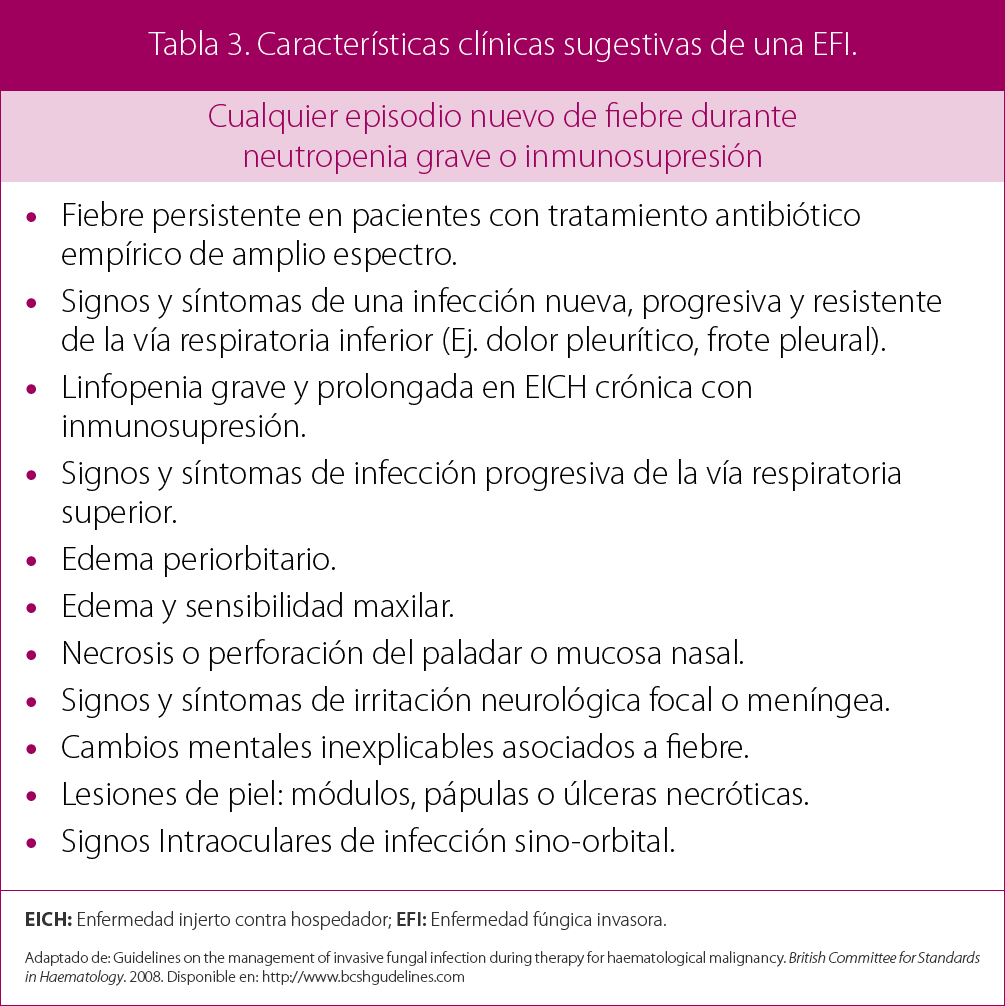 Tabla 3. Características clínicas sugestivas de una EFI.
Cualquier episodio nuevo de fiebre durante
neutropenia grave o inmunosupresión
• Fiebre persistente en pacientes con tratamiento antibiótico
empírico de amplio espectro.
• Signos y síntomas de una infección nueva, progresiva y resistente
de la vía respiratoria inferior (Ej. dolor pleurítico, frote pleural).
• Linfopenia grave y prolongada en EICH crónica con
inmunosupresión.
• Signos y síntomas de infección progresiva de la vía respiratoria
superior.
• Edema periorbitario.
• Edema y sensibilidad maxilar.
• Necrosis o perforación del paladar o mucosa nasal.
• Signos y síntomas de irritación neurológica focal o meníngea.
• Cambios mentales inexplicables asociados a fiebre.
• Lesiones de piel: módulos, pápulas o úlceras necróticas.
• Signos Intraoculares de infección sino-orbital.
EICH: Enfermedad injerto contra hospedador; EFI: Enfermedad fúngica invasora.
Adaptado de: Guidelines on the management of invasive fungal infection during therapy for haematological malignancy. British Committee for Standards
in Haematology. 2008. Disponible en: http://www.bcshgudelines.com